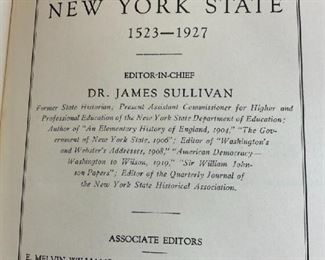 NEW YORK STATE
1523—1927
EDITOR-IN-CHIEF
DR. JAMES SULLIVAN
Former State Historian, Present Assistant Commissioner for Higher and
Professional Education of the New York State Department of Education;
Author of "An Elementary History of England, 1904," "The Gov-
ernment of New York State, 1906"; Editor of "Washington's
and Webster's Addresses, 1908," "American Democracy—
Washington to Wilson, 1919," "Sir William John-
son Papers"; Editor of the Quarterly Journal of
the New York State Historical Association.
ASSOCIATE EDITORS
E. MELVIN